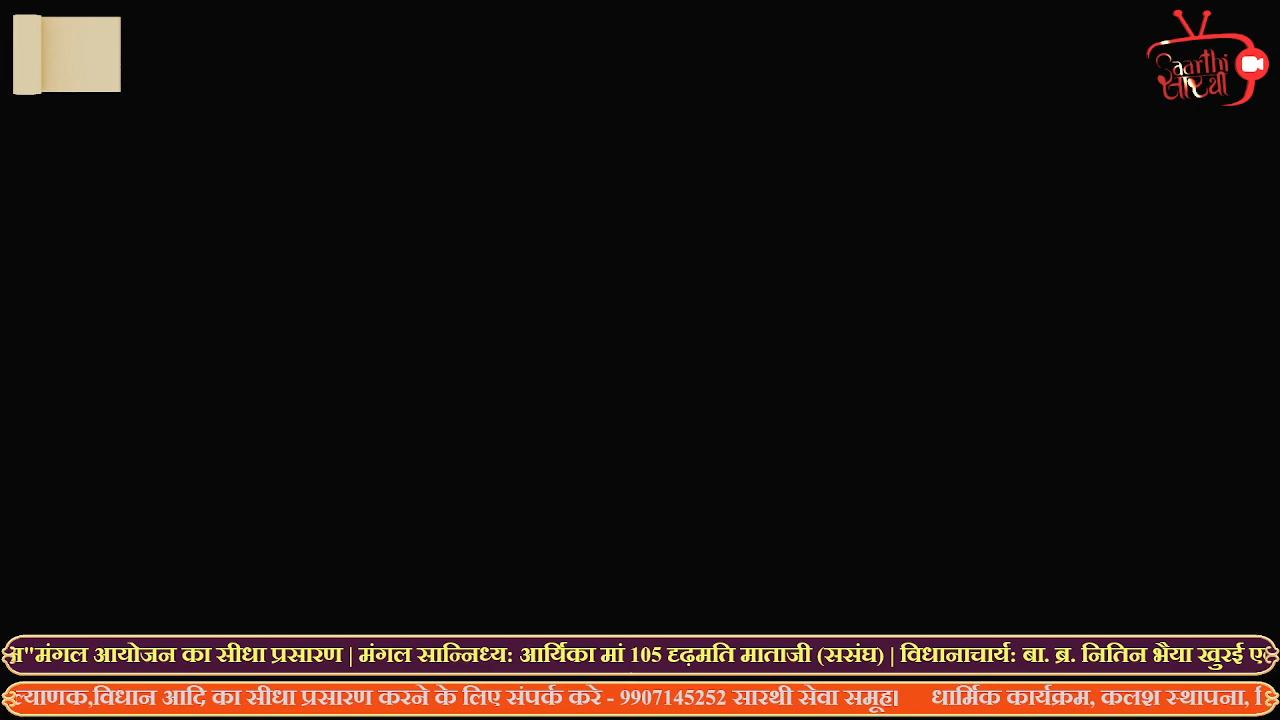 Saarthi
सारथी
"मंगल आयोजन का सीधा प्रसारण | मंगल सान्निध्य: आर्यिका मां 105 दृढ़मति माताजी (ससंघ) | विधानाचार्य: बा. ब्र. नितिन भैया खुरई
विधान आदि का सीधा प्रसारण करने के लिए संपर्क करे - 9907145252 सारथी सेवा समूह। धार्मिक कार्यक्रम, कलश स्थापना,